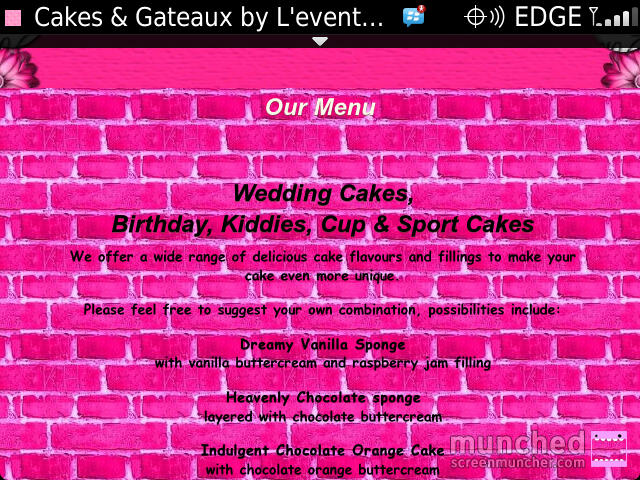 Cakes & Gateaux by L'event...
EDGE
Our Menu
Wedding Cakes,
Birthday, Kiddies, Cup & Sport Cakes
We offer a wide range of delicious cake flavours and fillings to make your
cake even more unique.
Please feel free to suggest your own combination, possibilities include:
Dreamy Vanilla Sponge
with vanilla buttercream and raspberry jam filling
Heavenly Chocolate sponge
layered with chocolate buttercream
Indulgent Chocolate Orange Cake
with chocolate orange buttercream
munched
screenmuncher.com